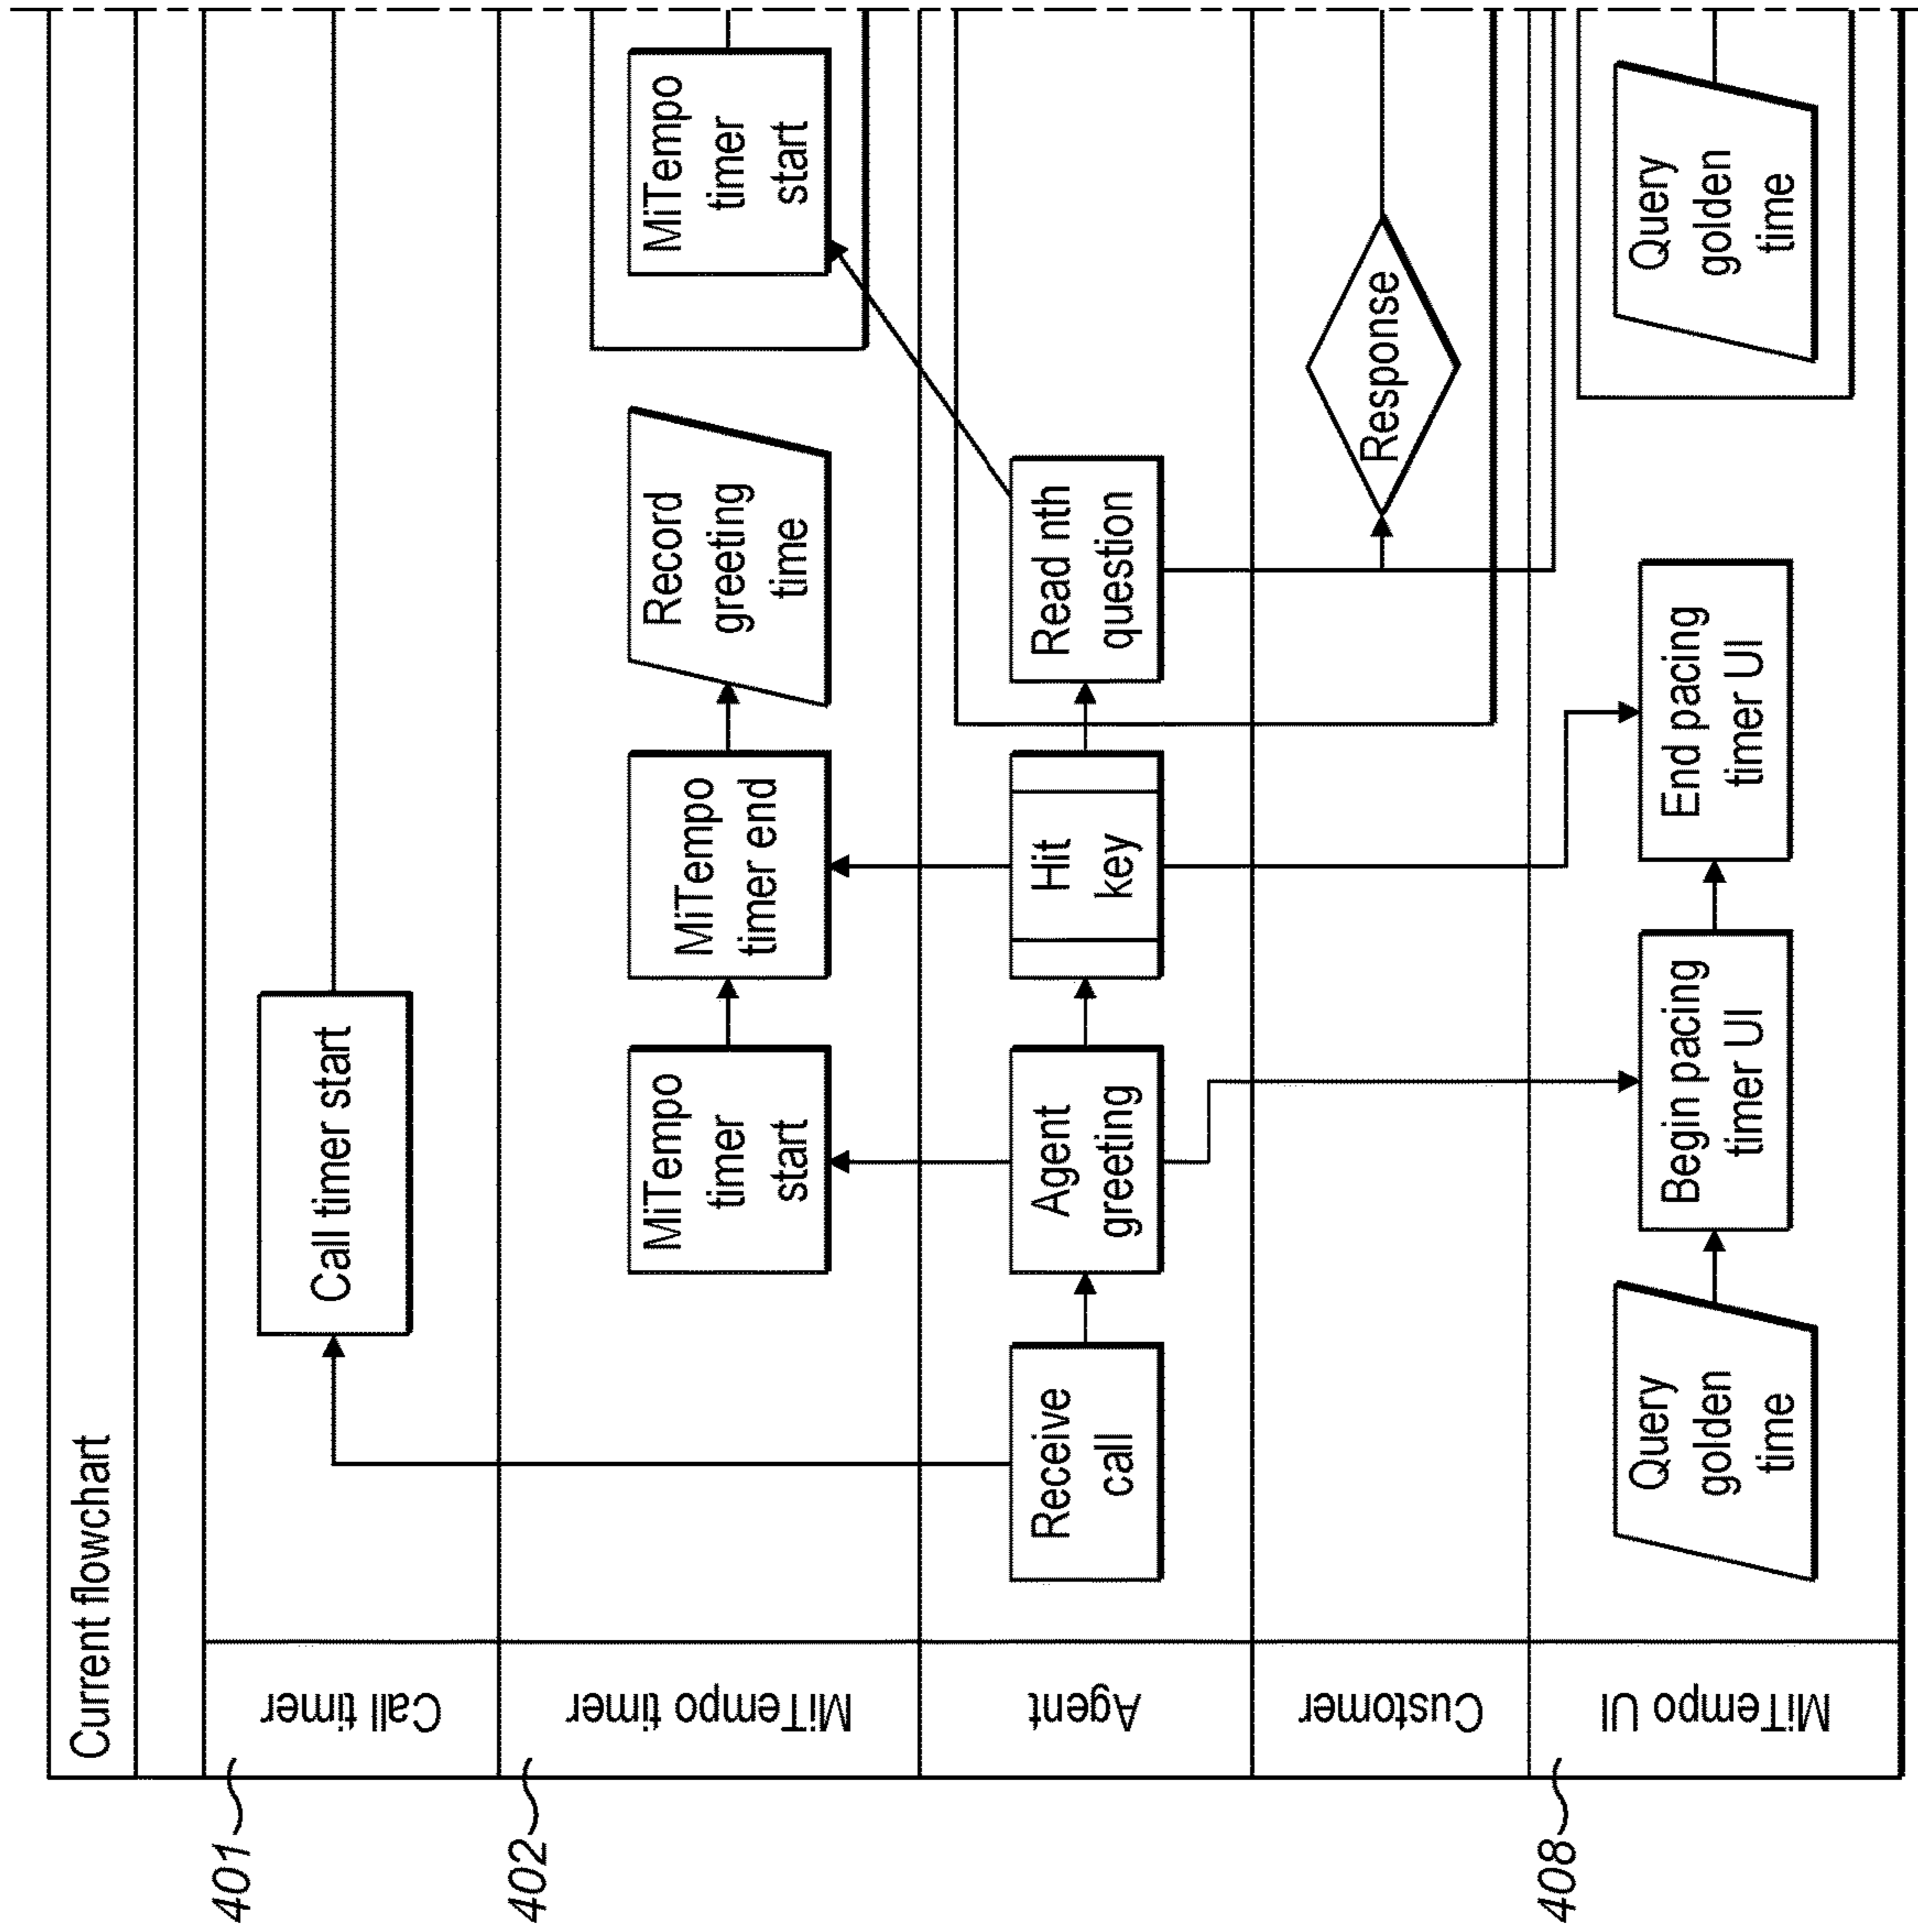 Current flowchart
401
Call timer
Call timer start
402
MiTempo timer
MiTempo
timer
start
MiTempo
timer end
Record
greeting
time
MiTempo
timer
start
Agent
Receive
call
Agent
greeting
Hit
key
Read nth
question
Customer
Response
408
MiTempo UI
Query
golden
time
Begin pacing
timer UI
End pacing
timer UI
Query
golden
time